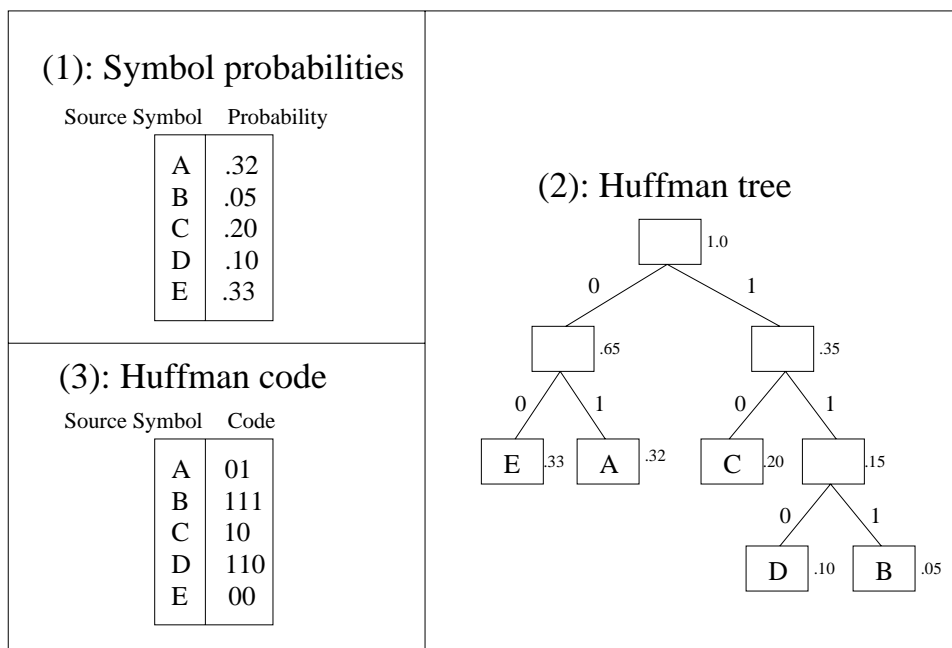 (1): Symbol probabilities
Source Symbol Probability
A .32
B .05
C .20
D .10
E .33
(3): Huffman code
Source Symbol Code
A 01
B 111
C 10
D 110
E 00
(2): Huffman tree
1.0
0 1
.65 .35
0 1 0 1
E .33 A .32 C .20 .15
0 1
D .10 B .05